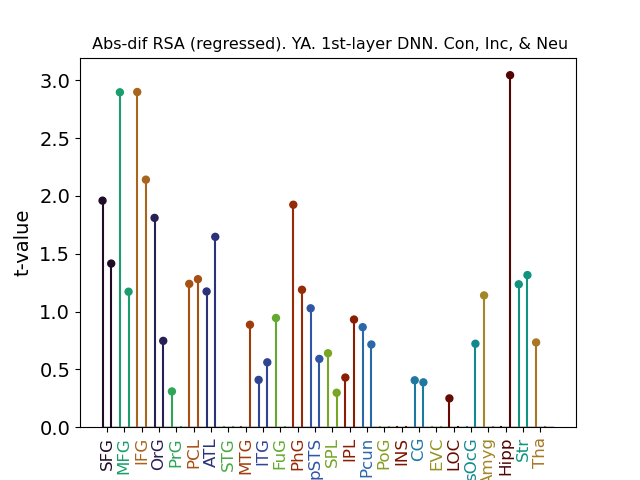 Abs-dif RSA (regressed). YA. 1st-layer DNN. Con, Inc, & Neu
t-value
3.0
2.5
2.0
1.5
1.0
0.5
0.0
SFG
MFG
IFG
OrG
PrG
PCL
ATL
STG
MTG
ITG
FuG
PhG
pSTS
SPL
IPL
Pcun
PoG
INS
CG
EVC
LOC
sOcG
Amyg
Hipp
Str
Tha